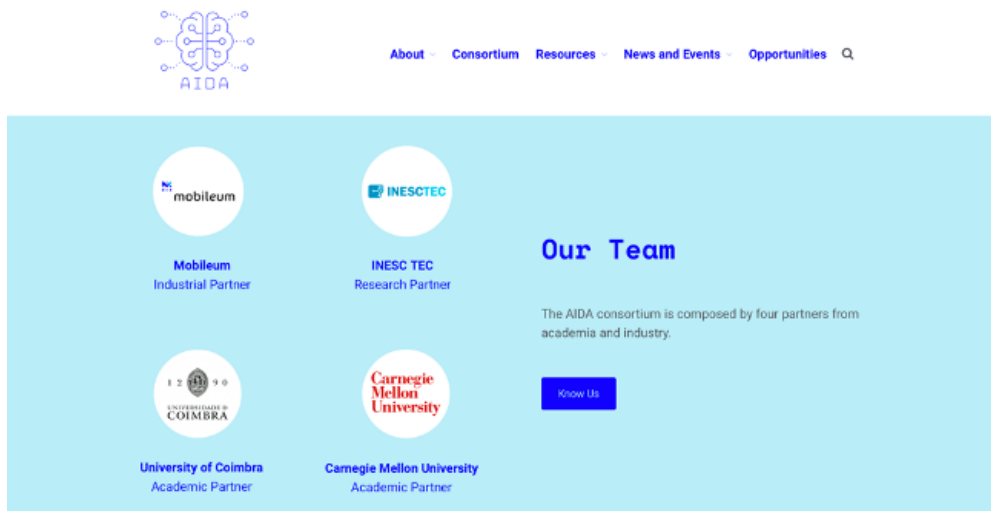 AIDA
About
Consortium
Resources
News and Events
Opportunities
mobileum
Mobileum
Industrial Partner
INESCTEC
INESC TEC
Research Partner
1290
UNIVERSIDADE D
COIMBRA
University of Coimbra
Academic Partner
Carnegie
Mellon
University
Carnegie Mellon University
Academic Partner
Our Team
The AIDA consortium is composed by four partners from
academia and industry.
Know Us